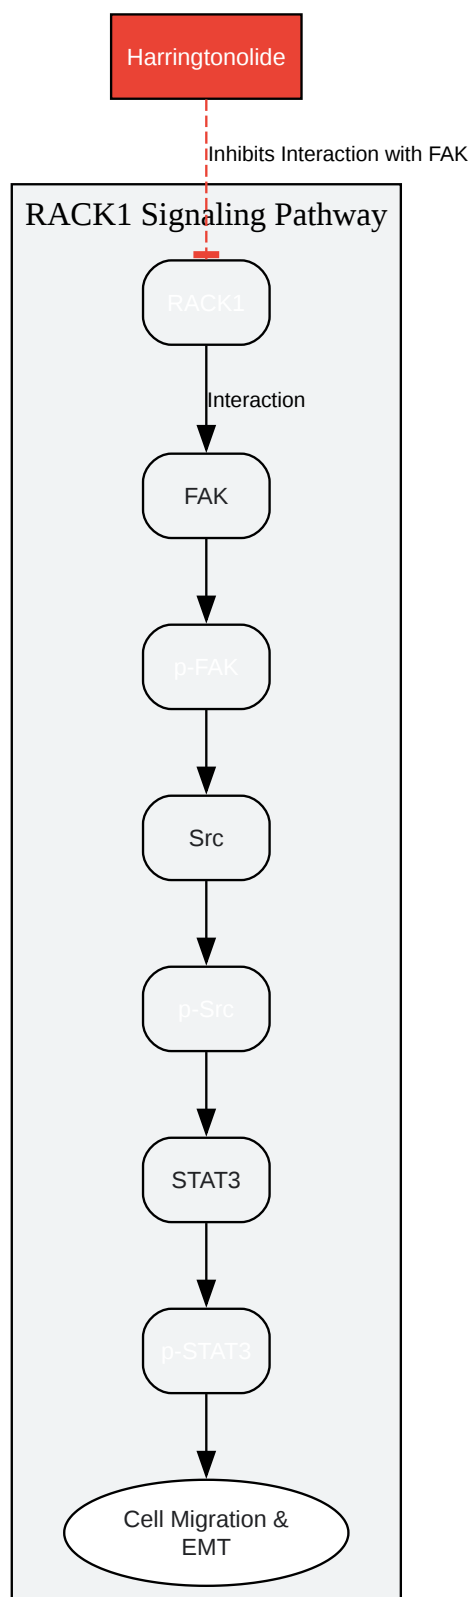 Harringtonolide
Inhibits Interaction with FAK
RACK1 Signaling Pathway
RACK1
Interaction
FAK
p-FAK
Src
p-Src
STAT3
p-STAT3
Cell Migration &
EMT